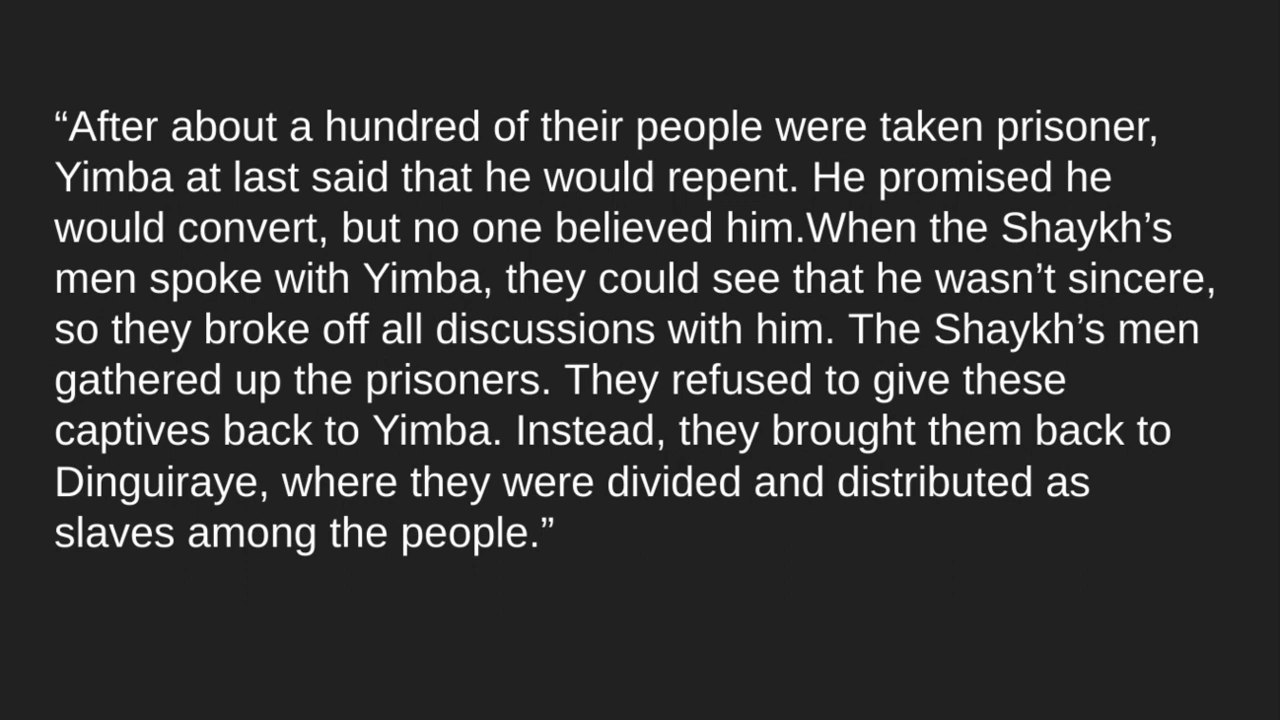 “After about a hundred of their people were taken prisoner,
Yimba at last said that he would repent. He promised he
would convert, but no one believed him.When the Shaykh’s
men spoke with Yimba, they could see that he wasn’t sincere,
so they broke off all discussions with him. The Shaykh’s men
gathered up the prisoners. They refused to give these
captives back to Yimba. Instead, they brought them back to
Dinguiraye, where they were divided and distributed as
slaves among the people.”